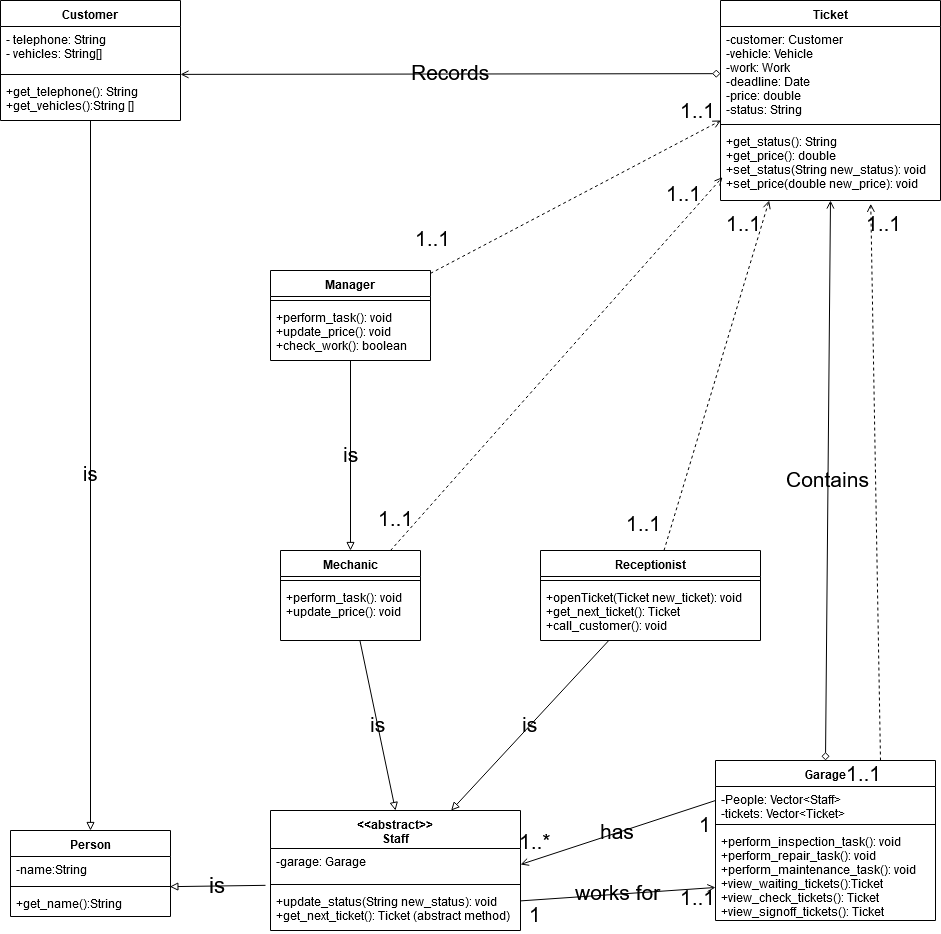 Customer
- telephone: String
- vehicles: String[]
+get_telephone(): String
+get_vehicles():String []
Records
Ticket
-customer: Customer
-vehicle: Vehicle
-work: Work
-deadline: Date
-price: double
-status: String
+get_status(): String
+get_price(): double
+set_status(String new_status): void
+set_price(double new_price): void
1..1
1..1
1..1
1..1
1..1
Manager
+perform_task(): void
+update_price(): void
+check_work(): boolean
is
is
Contains
1..1
1..1
Mechanic
+perform_task(): void
+update_price(): void
Receptionist
+openTicket(Ticket new_ticket): void
+get_next_ticket(): Ticket
+call_customer(): void
is
is
Person
-name:String
+get_name():String
is
<<abstract>>
Staff
-garage: Garage
+update_status(String new_status): void
+get_next_ticket(): Ticket (abstract method)
1..*
has
1
works for
1
1..1
Garage
1..1
-People: Vector<Staff>
-tickets: Vector<Ticket>
+perform_inspection_task(): void
+perform_repair_task(): void
+perform_maintenance_task(): void
+view_waiting_tickets():Ticket
+view_check_tickets(): Ticket
+view_signoff_tickets(): Ticket